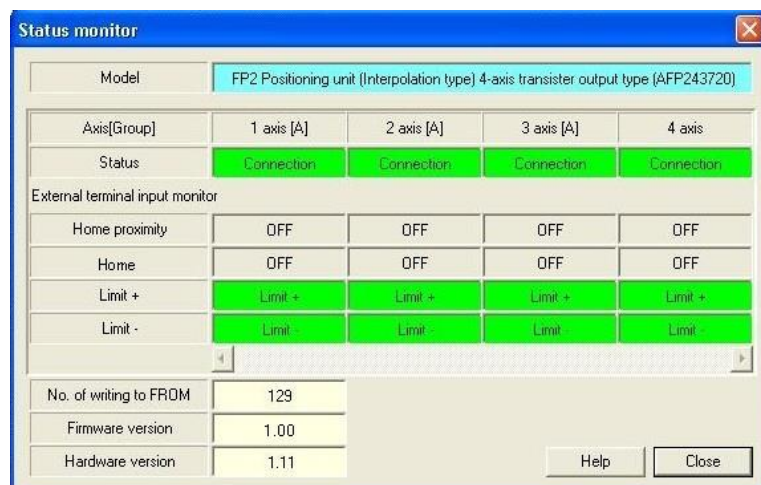 Status monitor
Model FP2 Positioning unit (Interpolation type) 4-axis transister output type (AFP243720)
Axis[Group] 1 axis [A] 2 axis [A] 3 axis [A] 4 axis
Status Connection Connection Connection Connection
External terminal input monitor
Home proximity OFF OFF OFF OFF
Home OFF OFF OFF OFF
Limit + Limit + Limit + Limit + Limit +
Limit - Limit - Limit - Limit - Limit -
No. of writing to FROM 129
Firmware version 1.00
Hardware version 1.11
Help Close